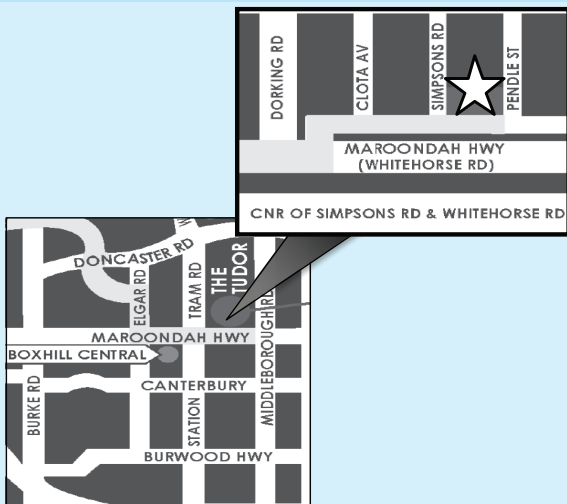 DORKING RD
CLOTA AV
SIMPSONS RD
PENDLE ST
MAROONDAH HWY
(WHITEHORSE RD)
CNR OF SIMPSONS RD & WHITEHORSE RD
DONCASTER RD
ELGAR RD
TRAM RD
THE
TUDOR
MIDDLEBOROUGH RD
MAROONDAH HWY
BOXHILL CENTRAL
BURKE RD
CANTERBURY
STATION
BURWOOD HWY